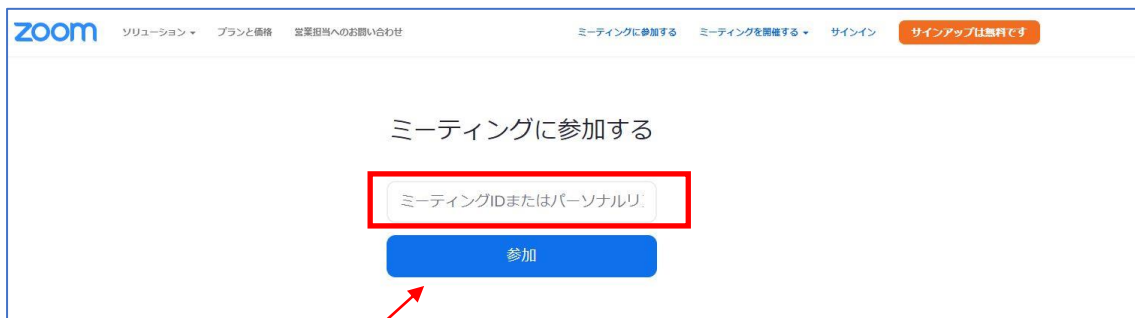 zoom ソリューション プランと価格 営業担当へのお問い合わせ ミーティングに参加する ミーティングを開催する サインイン サインアップは無料です
ミーティングに参加する
ミーティングIDまたはパーソナルリ
参加